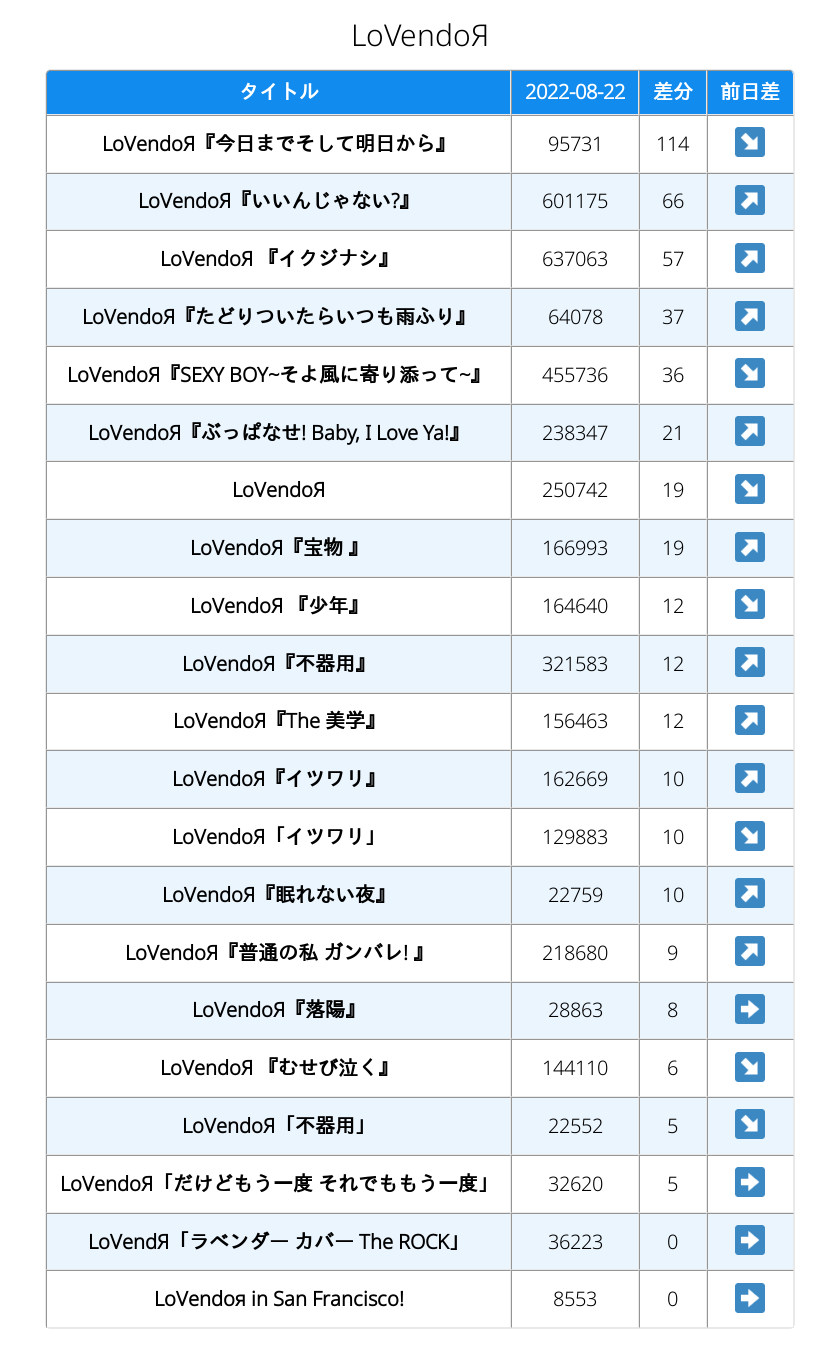 LoVendoЯ
タイトル 2022-08-22 差分 前日差
LoVendoЯ『今日までそして明日から』 95731 114 ↘
LoVendoЯ『いいんじゃない?』 601175 66 ↗
LoVendoЯ 『イクジナシ』 637063 57 ↗
LoVendoЯ『たどりついたらいつも雨ふり』 64078 37 ↗
LoVendoЯ『SEXY BOY~そよ風に寄り添って~』 455736 36 ↘
LoVendoЯ『ぶっぱなせ! Baby, I Love Ya!』 238347 21 ↗
LoVendoЯ 250742 19 ↘
LoVendoЯ『宝物 』 166993 19 ↗
LoVendoЯ 『少年』 164640 12 ↘
LoVendoЯ『不器用』 321583 12 ↗
LoVendoЯ『The 美学』 156463 12 ↗
LoVendoЯ『イツワリ』 162669 10 ↗
LoVendoЯ「イツワリ」 129883 10 ↘
LoVendoЯ『眠れない夜』 22759 10 ↗
LoVendoЯ『普通の私 ガンバレ! 』 218680 9 ↗
LoVendoЯ『落陽』 28863 8 ➡
LoVendoЯ 『むせび泣く』 144110 6 ↘
LoVendoЯ「不器用」 22552 5 ↘
LoVendoЯ「だけどもう一度 それでももう一度」 32620 5 ➡
LoVendЯ「ラベンダー カバー The ROCK」 36223 0 ➡
LoVendoя in San Francisco! 8553 0 ➡